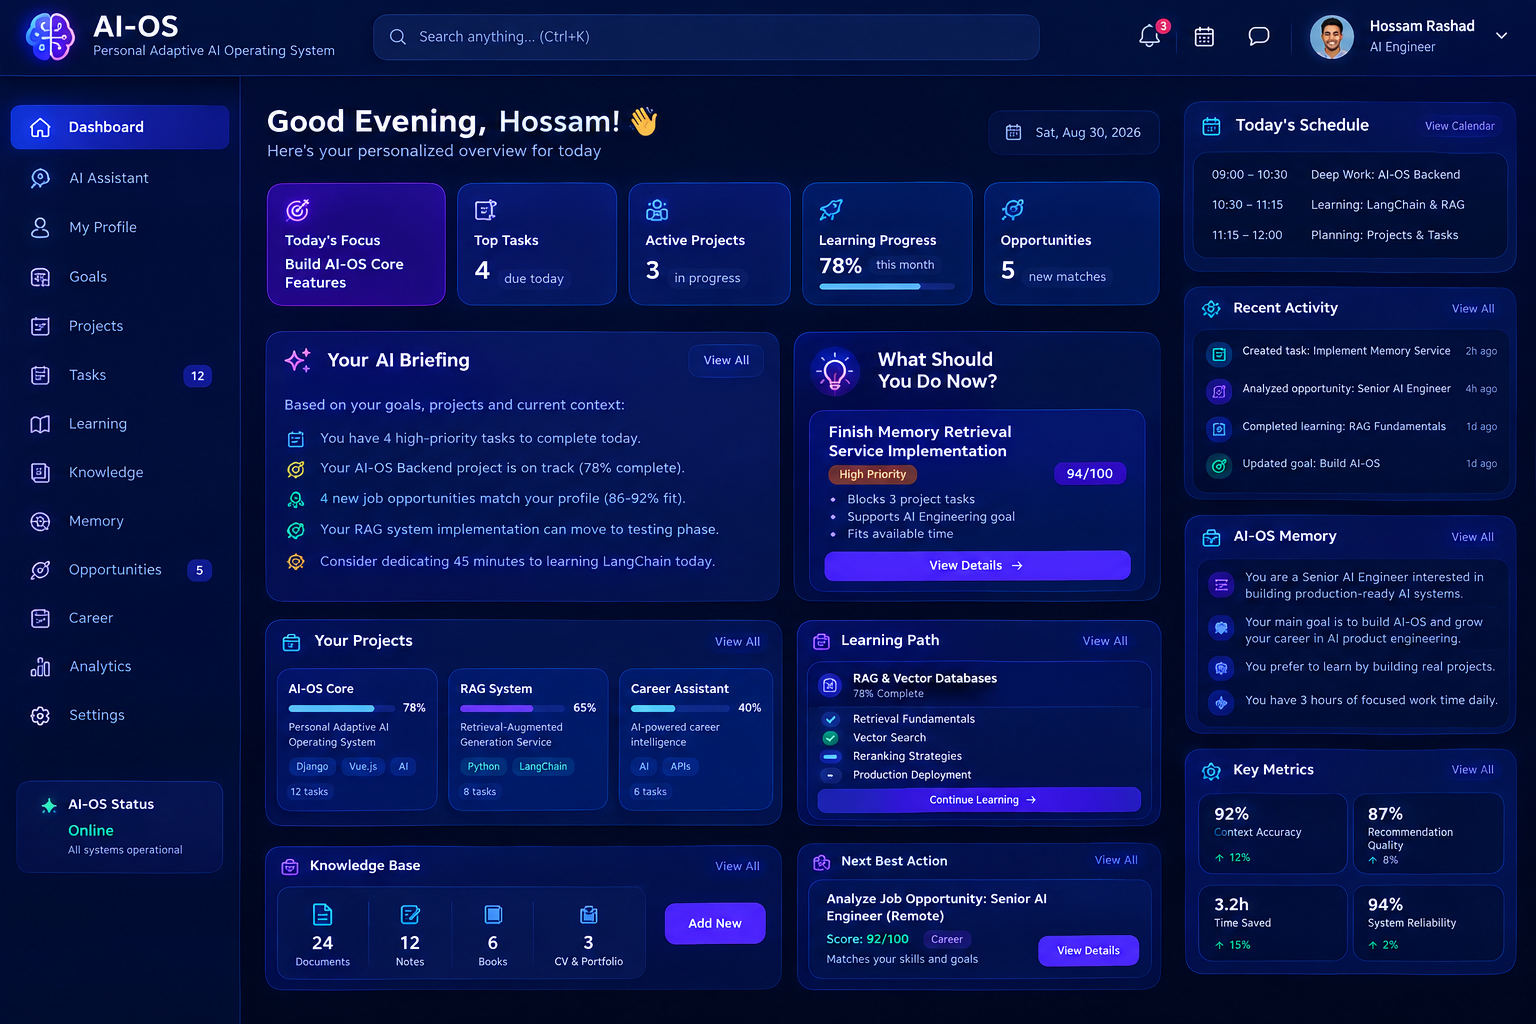 AI-OS
Personal Adaptive AI Operating System
Search anything... (Ctrl+K)
3
Hossam Rashad
AI Engineer
Dashboard
AI Assistant
My Profile
Goals
Projects
Tasks
12
Learning
Knowledge
Memory
Opportunities
5
Career
Analytics
Settings
AI-OS Status
Online
All systems operational
Good Evening, Hossam! 👋
Here's your personalized overview for today
Sat, Aug 30, 2026
Today's Focus
Build AI-OS Core
Features
Top Tasks
4 due today
Active Projects
3 in progress
Learning Progress
78% this month
Opportunities
5 new matches
Your AI Briefing
View All
Based on your goals, projects and current context:
You have 4 high-priority tasks to complete today.
Your AI-OS Backend project is on track (78% complete).
4 new job opportunities match your profile (86-92% fit).
Your RAG system implementation can move to testing phase.
Consider dedicating 45 minutes to learning LangChain today.
What Should
You Do Now?
Finish Memory Retrieval
Service Implementation
High Priority
94/100
• Blocks 3 project tasks
• Supports AI Engineering goal
• Fits available time
View Details →
Your Projects
View All
AI-OS Core
78%
Personal Adaptive AI
Operating System
Django Vue.js AI
12 tasks
RAG System
65%
Retrieval-Augmented
Generation Service
Python LangChain
8 tasks
Career Assistant
40%
AI-powered career
intelligence
AI APIs
6 tasks
Learning Path
View All
RAG & Vector Databases
78% Complete
Retrieval Fundamentals
Vector Search
Reranking Strategies
Production Deployment
Continue Learning →
Knowledge Base
View All
24
Documents
12
Notes
6
Books
3
CV & Portfolio
Add New
Next Best Action
View All
Analyze Job Opportunity: Senior AI
Engineer (Remote)
Score: 92/100 Career
Matches your skills and goals
View Details
Today's Schedule
View Calendar
09:00 – 10:30 Deep Work: AI-OS Backend
10:30 – 11:15 Learning: LangChain & RAG
11:15 – 12:00 Planning: Projects & Tasks
Recent Activity
View All
Created task: Implement Memory Service 2h ago
Analyzed opportunity: Senior AI Engineer 4h ago
Completed learning: RAG Fundamentals 1d ago
Updated goal: Build AI-OS 1d ago
AI-OS Memory
View All
You are a Senior AI Engineer interested in
building production-ready AI systems.
Your main goal is to build AI-OS and grow
your career in AI product engineering.
You prefer to learn by building real projects.
You have 3 hours of focused work time daily.
Key Metrics
View All
92%
Context Accuracy
↑ 12%
87%
Recommendation
Quality
↑ 8%
3.2h
Time Saved
↑ 15%
94%
System Reliability
↑ 2%